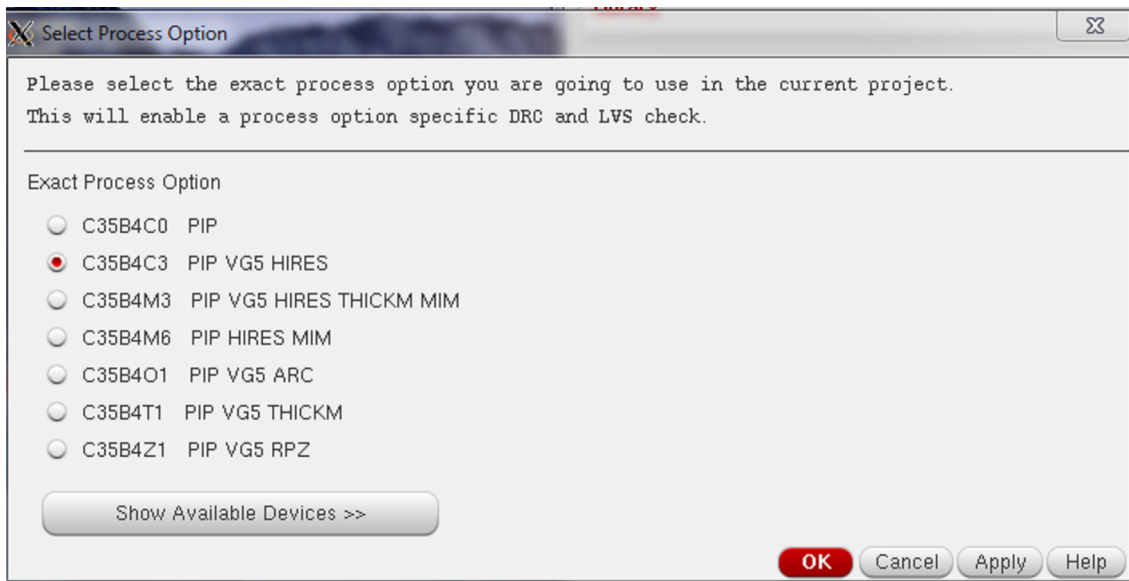 Library
Select Process Option
Please select the exact process option you are going to use in the current project.
This will enable a process option specific DRC and LVS check.
Exact Process Option
C35B4C0 PIP
C35B4C3 PIP VG5 HIRES
C35B4M3 PIP VG5 HIRES THICKM MIM
C35B4M6 PIP HIRES MIM
C35B4O1 PIP VG5 ARC
C35B4T1 PIP VG5 THICKM
C35B4Z1 PIP VG5 RPZ
Show Available Devices >>
OK Cancel Apply Help